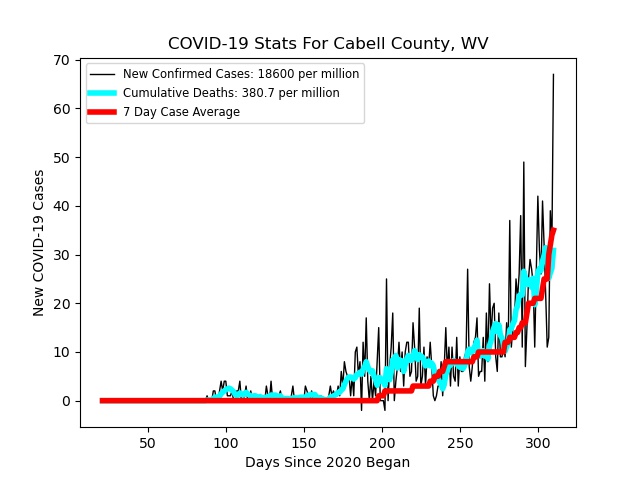 COVID-19 Stats For Cabell County, WV
New Confirmed Cases: 18600 per million
Cumulative Deaths: 380.7 per million
7 Day Case Average
New COVID-19 Cases
70
60
50
40
30
20
10
0
50 100 150 200 250 300
Days Since 2020 Began